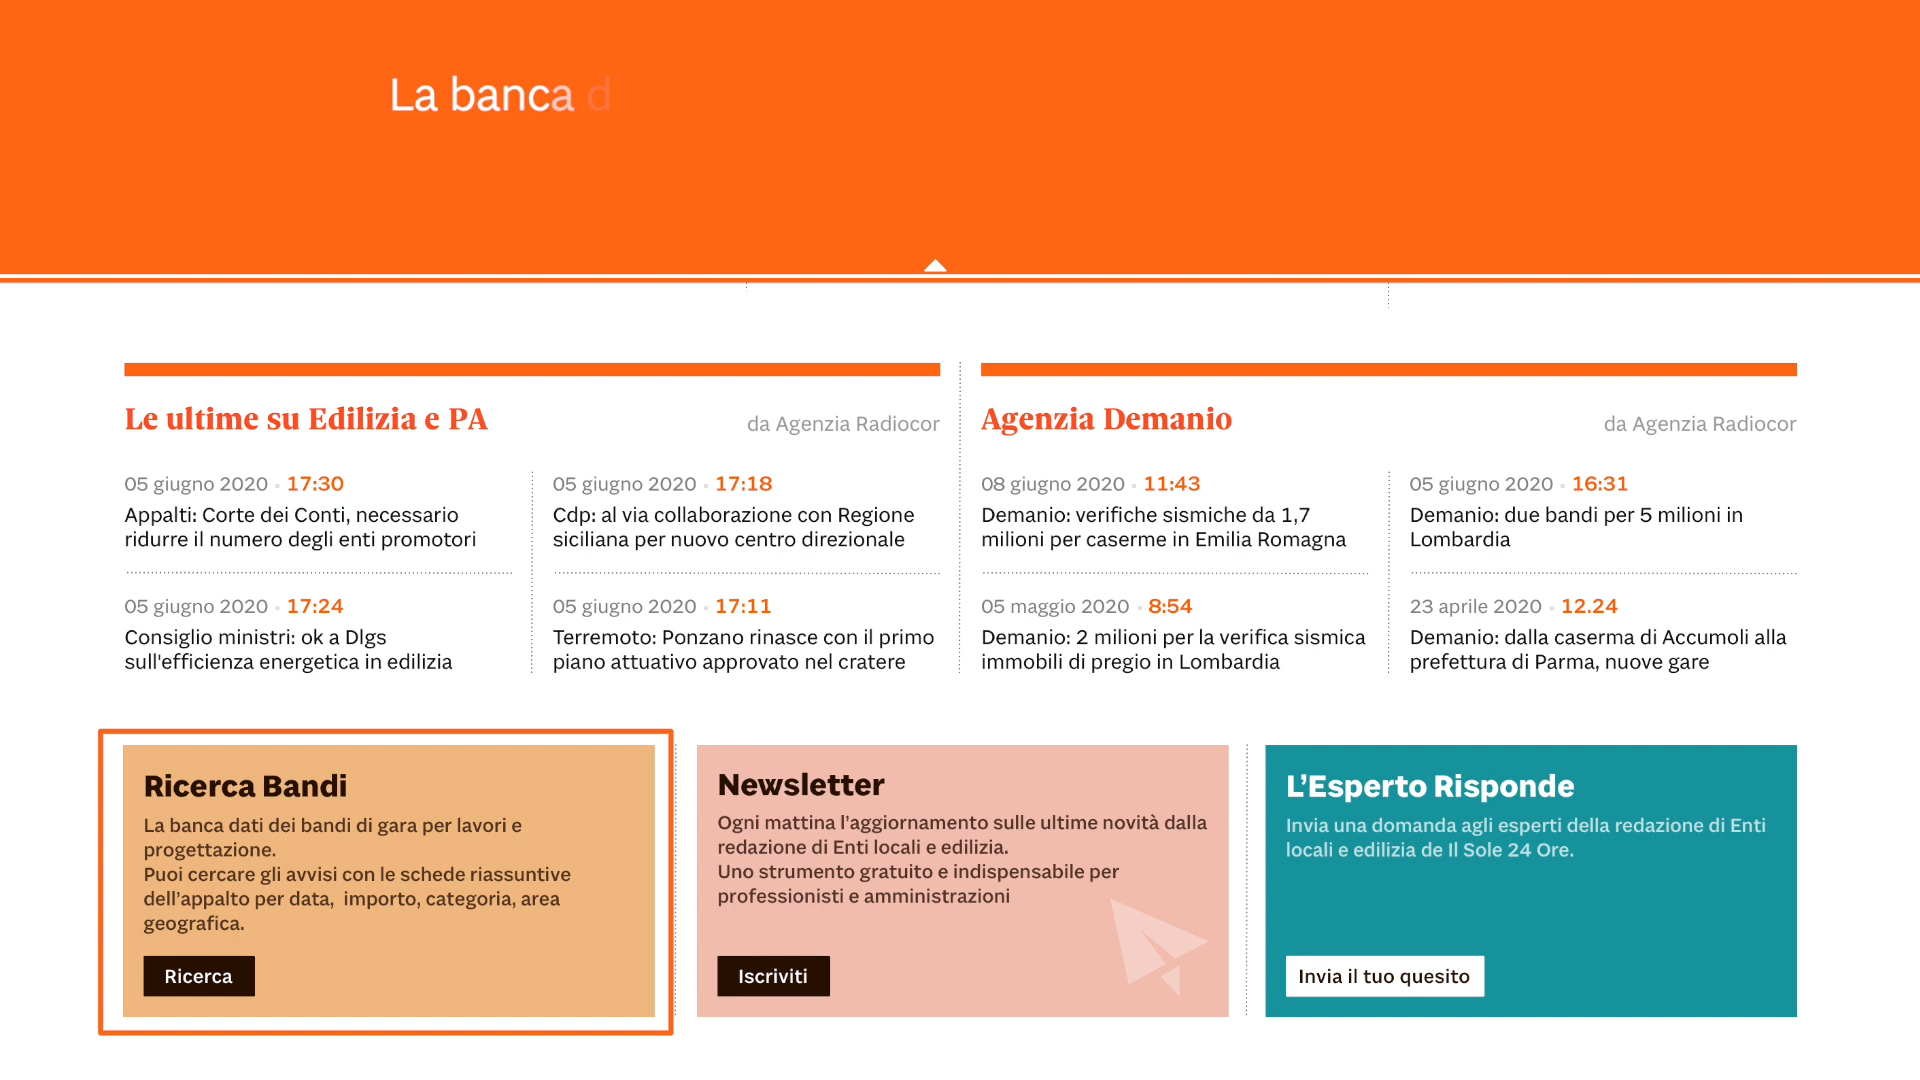 La banca d
Le ultime su Edilizia e PA
da Agenzia Radiocor
05 giugno 2020 • 17:30
Appalti: Corte dei Conti, necessario
ridurre il numero degli enti promotori
05 giugno 2020 • 17:18
Cdp: al via collaborazione con Regione
siciliana per nuovo centro direzionale
05 giugno 2020 • 17:24
Consiglio ministri: ok a Dlgs
sull'efficienza energetica in edilizia
05 giugno 2020 • 17:11
Terremoto: Ponzano rinasce con il primo
piano attuativo approvato nel cratere
Agenzia Demanio
da Agenzia Radiocor
08 giugno 2020 • 11:43
Demanio: verifiche sismiche da 1,7
milioni per caserme in Emilia Romagna
05 giugno 2020 • 16:31
Demanio: due bandi per 5 milioni in
Lombardia
05 maggio 2020 • 8:54
Demanio: 2 milioni per la verifica sismica
immobili di pregio in Lombardia
23 aprile 2020 • 12.24
Demanio: dalla caserma di Accumoli alla
prefettura di Parma, nuove gare
Ricerca Bandi
La banca dati dei bandi di gara per lavori e
progettazione.
Puoi cercare gli avvisi con le schede riassuntive
dell'appalto per data, importo, categoria, area
geografica.
Ricerca
Newsletter
Ogni mattina l'aggiornamento sulle ultime novità dalla
redazione di Enti locali e edilizia.
Uno strumento gratuito e indispensabile per
professionisti e amministrazioni
Iscriviti
L'Esperto Risponde
Invia una domanda agli esperti della redazione di Enti
locali e edilizia de Il Sole 24 Ore.
Invia il tuo quesito